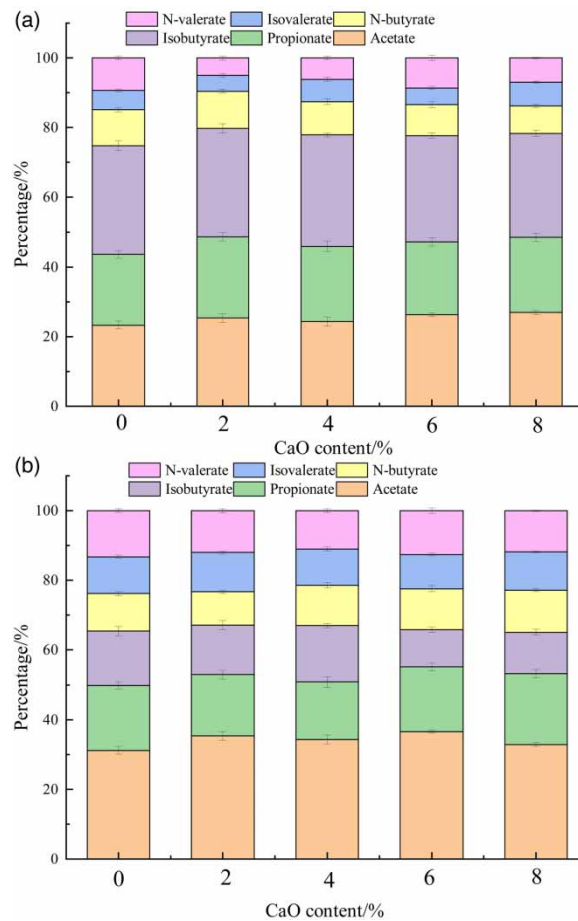 (a)
N-valerate Isovalerate N-butyrate
Isobutyrate Propionate Acetate
100
80
60
40
20
0
Percentage/%
0 2 4 6 8
CaO content/%
(b)
N-valerate Isovalerate N-butyrate
Isobutyrate Propionate Acetate
100
80
60
40
20
0
Percentage/%
0 2 4 6 8
CaO content/%